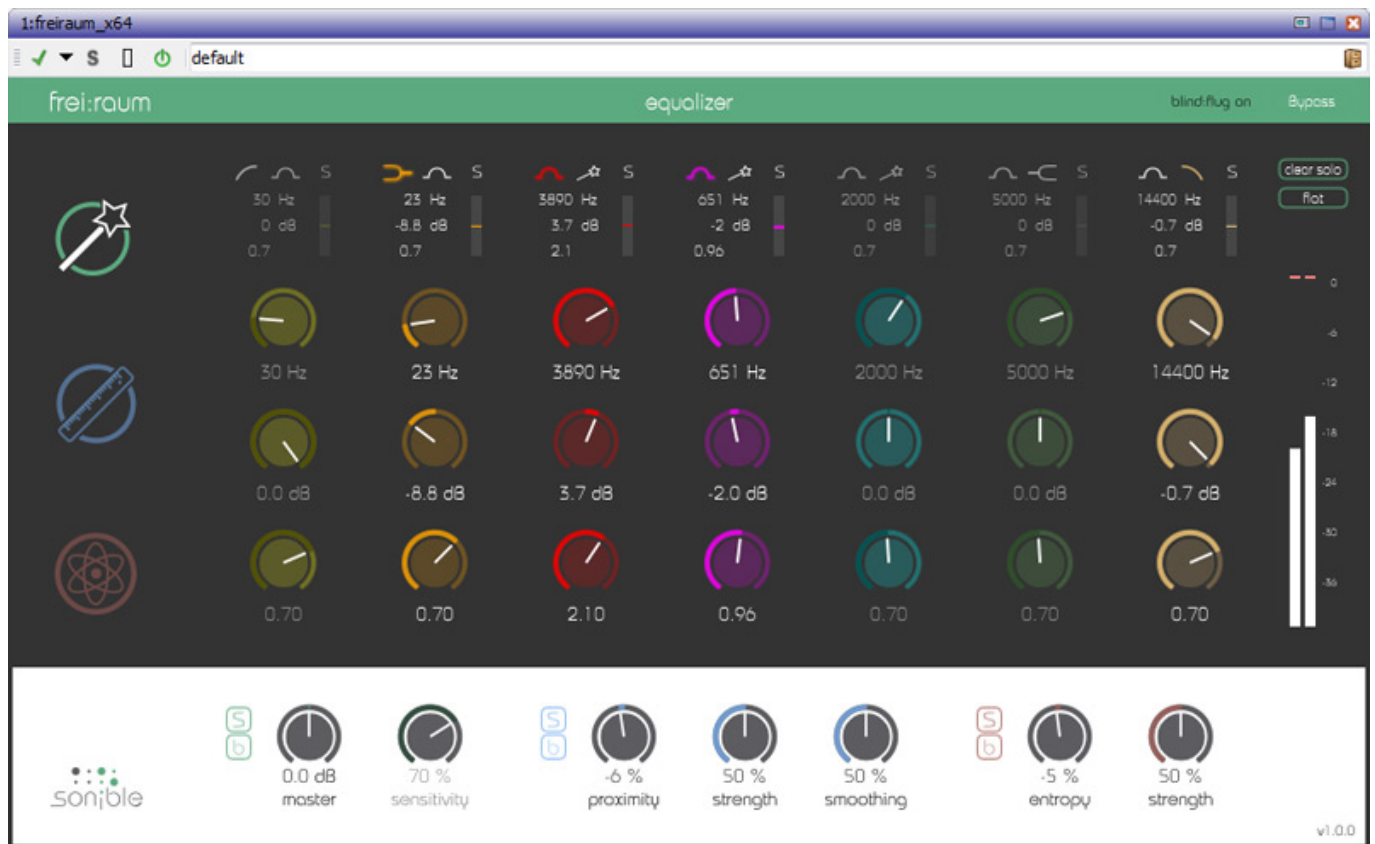 1:freiraum_x64
S default
frei:raum equalizer blind:flug on Bypass
S S S S S S S clear solo
30 Hz 23 Hz 3890 Hz 651 Hz 2000 Hz 5000 Hz 14400 Hz flat
0 dB -8.8 dB 3.7 dB -2 dB 0 dB 0 dB -0.7 dB
0.7 0.7 2.1 0.96 0.7 0.7 0.7
0
-6
30 Hz 23 Hz 3890 Hz 651 Hz 2000 Hz 5000 Hz 14400 Hz
-12
-18
0.0 dB -8.8 dB 3.7 dB -2.0 dB 0.0 dB 0.0 dB -0.7 dB
-24
-30
-36
0.70 0.70 2.10 0.96 0.70 0.70 0.70
S S S
b b b
0.0 dB 70 % -6 % 50 % 50 % -5 % 50 %
sonible master sensitivity proximity strength smoothing entropy strength
v1.0.0